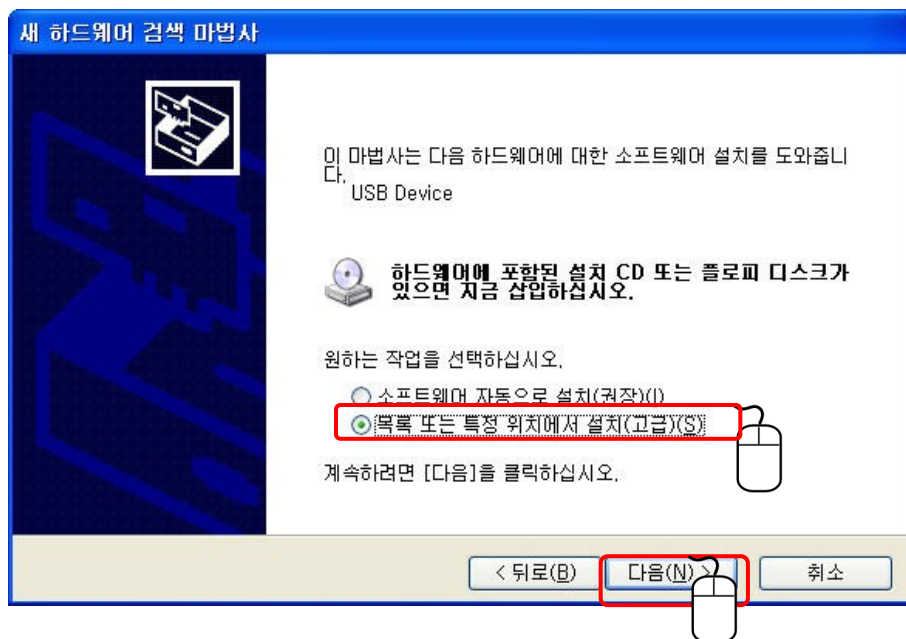 새 하드웨어 검색 마법사
이 마법사는 다음 하드웨어에 대한 소프트웨어 설치를 도와줍니
다.
USB Device
하드웨어에 포함된 설치 CD 또는 플로피 디스크가
있으면 지금 삽입하십시오.
원하는 작업을 선택하십시오.
소프트웨어 자동으로 설치(권장)(I)
목록 또는 특정 위치에서 설치(고급)(S)
계속하려면 [다음]을 클릭하십시오.
< 뒤로(B) 다음(N) > 취소